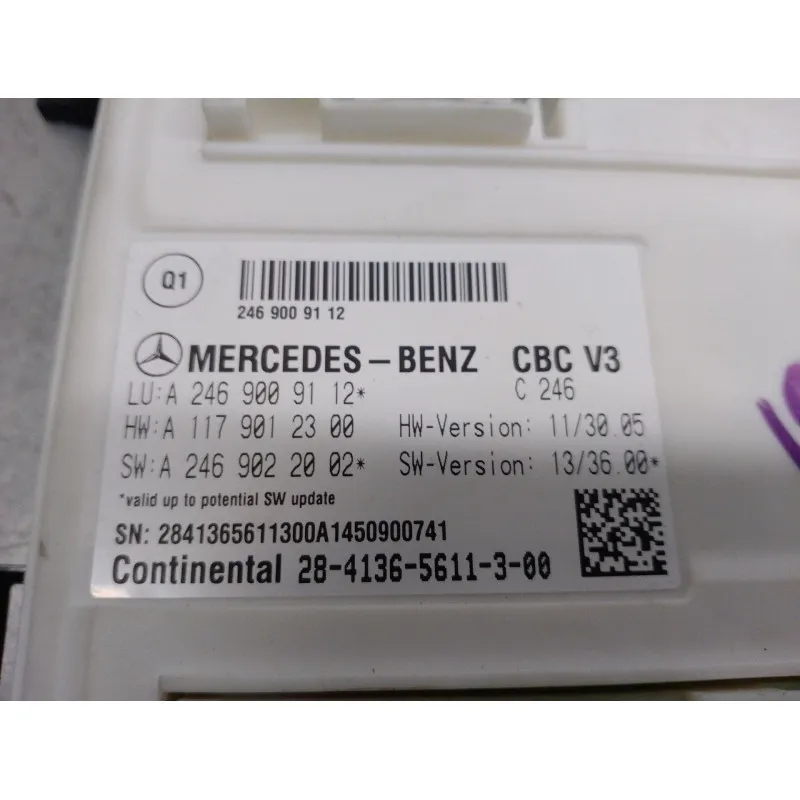 Q1
246 900 91 12
MERCEDES-BENZ CBC V3
LU:A 246 900 91 12* C 246
HW:A 117 901 23 00 HW-Version: 11/30.05
SW:A 246 902 20 02* SW-Version: 13/36.00*
*valid up to potential SW update
SN: 2841365611300A1450900741
Continental 28-4136-5611-3-00